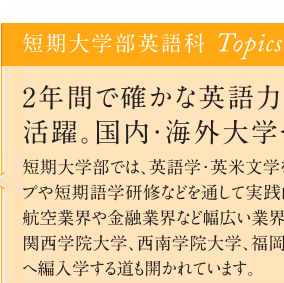 短期大学部英語科 Topics
2年間で確かな英語力
活躍。国内・海外大学
短期大学部では、英語学・英米文学
プや短期語学研修などを通して実践
航空業界や金融業界など幅広い業界
関西学院大学、西南学院大学、福岡
へ編入学する道も開かれています。